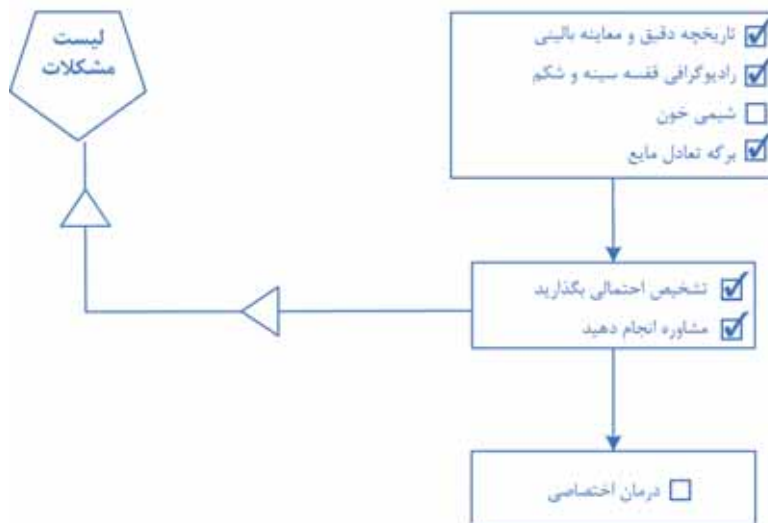 تاریخچه دقیق و معاینه بالینی
رادیوگرافی قفسه سینه و شکم
شیمی خون
برگه تعادل مایع
تشخیص احتمالی بگذارید
مشاوره انجام دهید
درمان اختصاصی
لیست
مشکلات